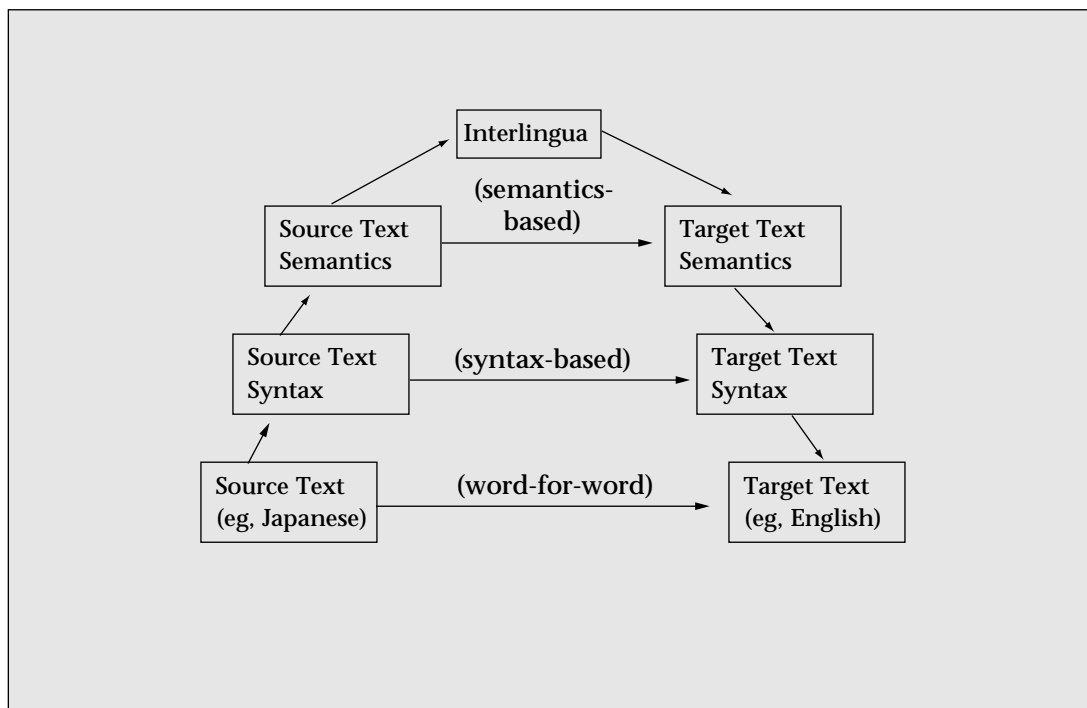 Interlingua
(semantics-
based)
Source Text
Semantics
Target Text
Semantics
Source Text
Syntax
(syntax-based)
Target Text
Syntax
Source Text
(eg, Japanese)
(word-for-word)
Target Text
(eg, English)